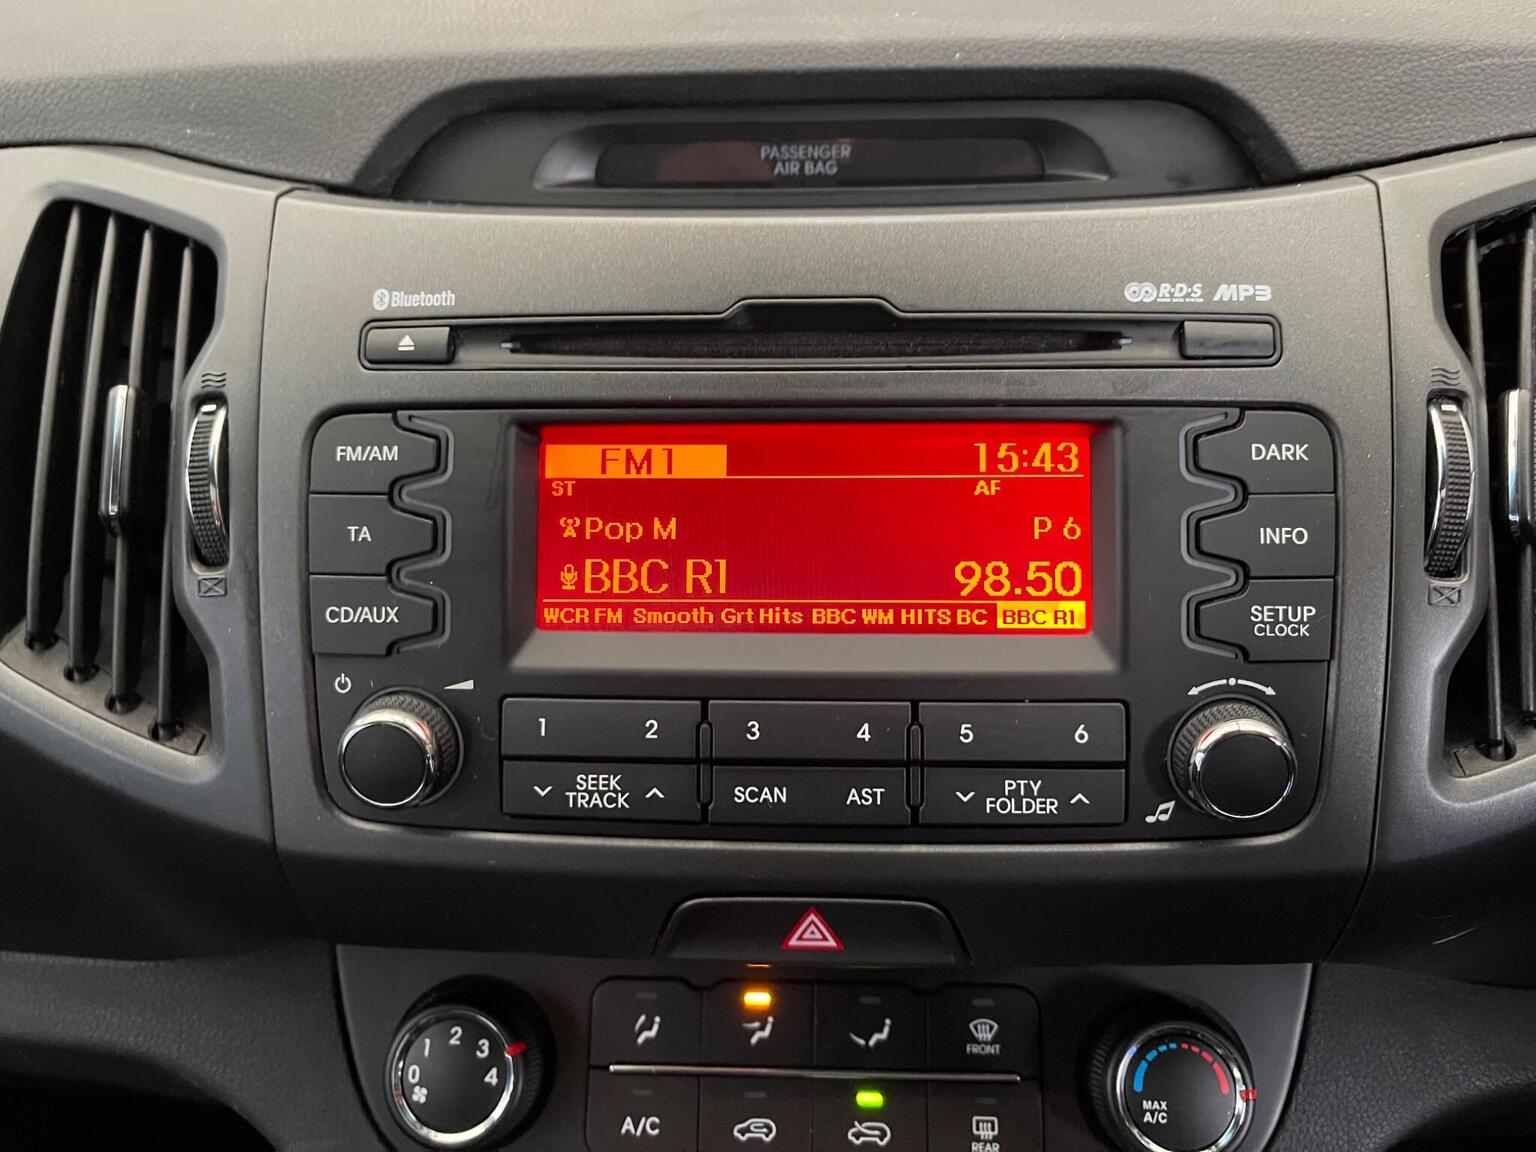 PASSENGER
AIR BAG
Bluetooth
R·D·S MP3
FM/AM
TA
CD/AUX
FM1 15:43
ST AF
Pop M P 6
BBC R1 98.50
WCR FM Smooth Grt Hits BBC WM HITS BC BBC R1
DARK
INFO
SETUP
CLOCK
1 2 3 4 5 6
SEEK
TRACK
SCAN AST
PTY
FOLDER
0 1 2 3 4
FRONT
A/C
REAR
MAX
A/C